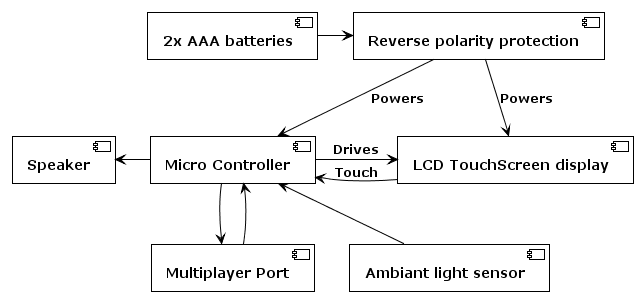 2x AAA batteries
Reverse polarity protection
Powers
Powers
Speaker
Micro Controller
Drives
Touch
LCD TouchScreen display
Multiplayer Port
Ambiant light sensor